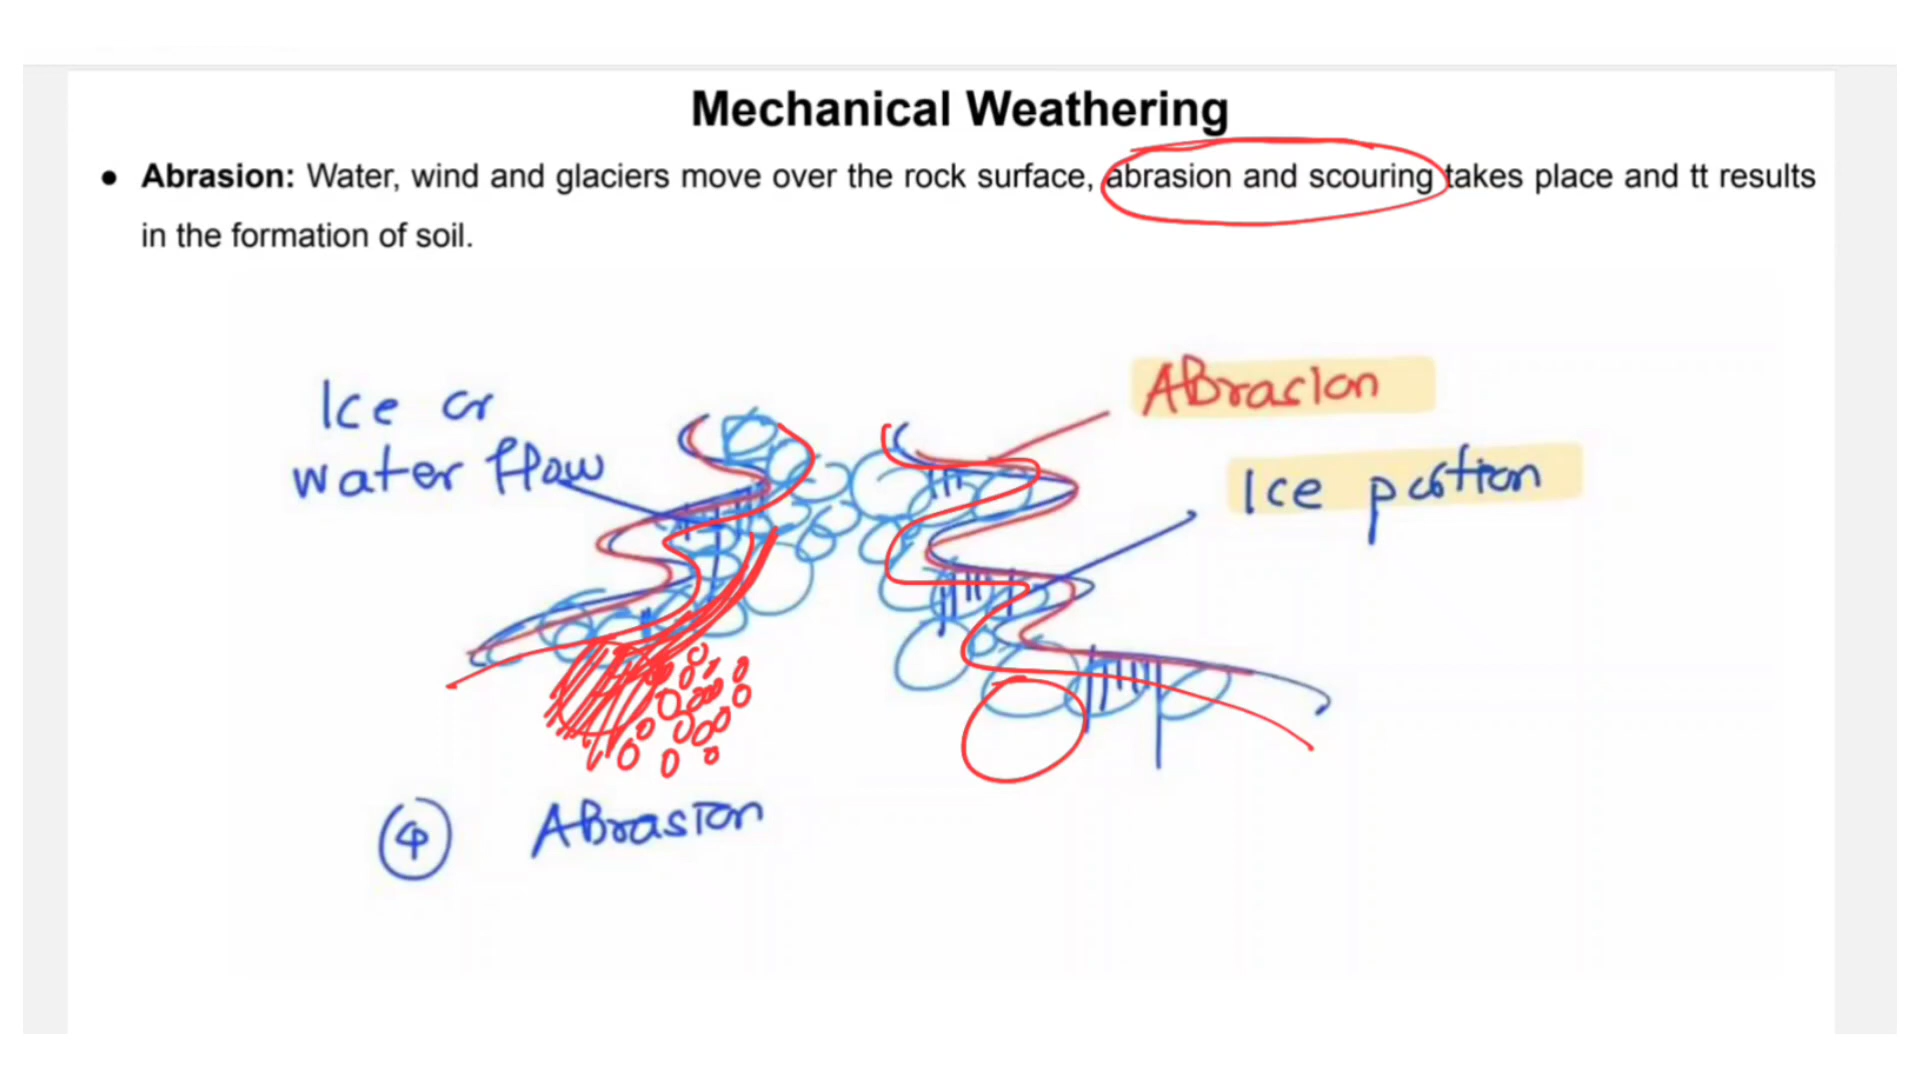 Mechanical Weathering
● Abrasion: Water, wind and glaciers move over the rock surface, abrasion and scouring takes place and tt results
in the formation of soil.
Ice or
water flow
Abrasion
Ice portion
4 Abrasion